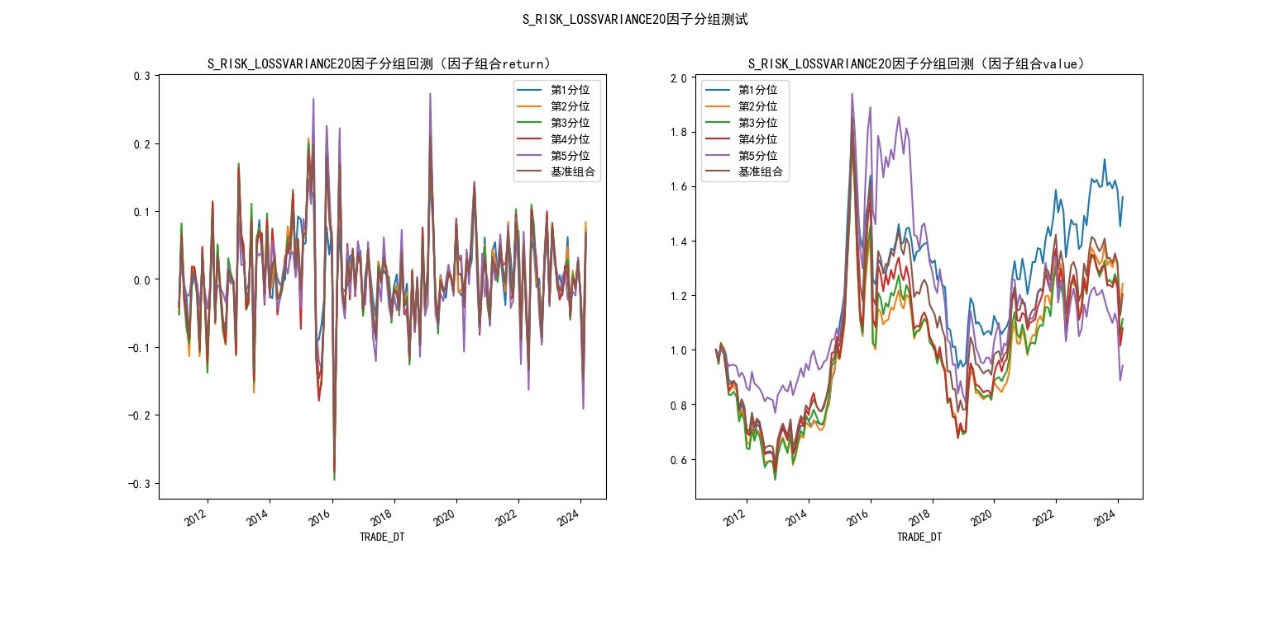 S_RISK_LOSSVARIANCE20因子分组测试
S_RISK_LOSSVARIANCE20因子分组回测（因子组合return）
0.3
0.2
0.1
0.0
-0.1
-0.2
-0.3
第1分位
第2分位
第3分位
第4分位
第5分位
基准组合
2012
2014
2016
2018
2020
2022
2024
TRADE_DT
S_RISK_LOSSVARIANCE20因子分组回测（因子组合value）
2.0
1.8
1.6
1.4
1.2
1.0
0.8
0.6
第1分位
第2分位
第3分位
第4分位
第5分位
基准组合
2012
2014
2016
2018
2020
2022
2024
TRADE_DT